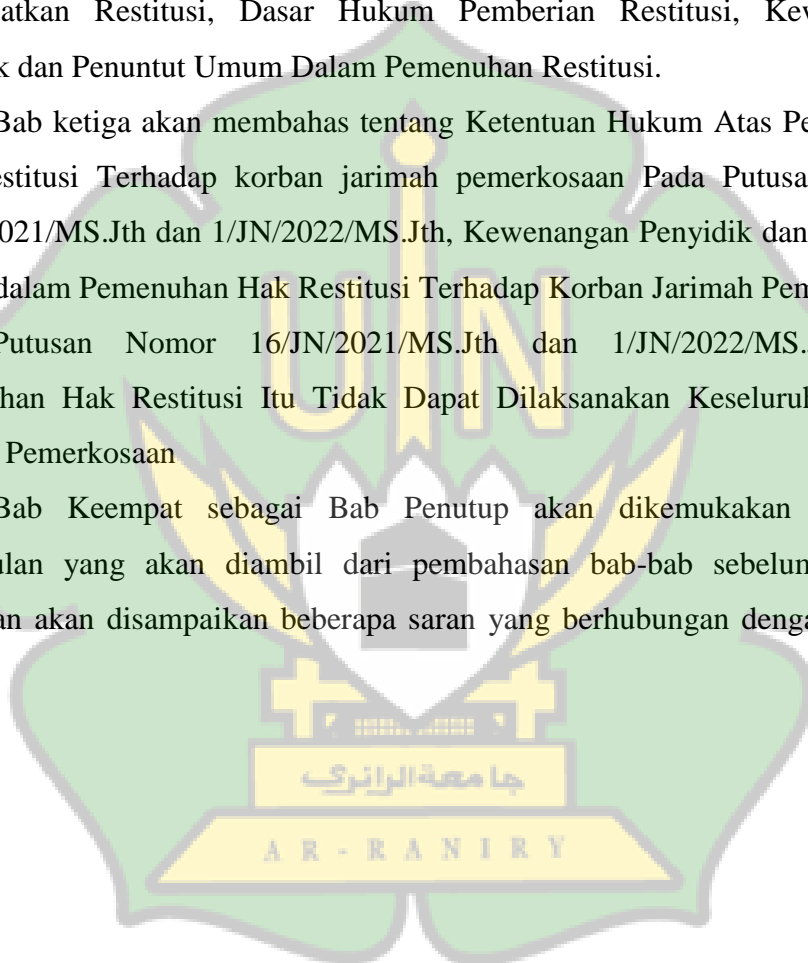 atkan Restitusi, Dasar Hukum Pemberian Restitusi, Kew
k dan Penuntut Umum Dalam Pemenuhan Restitusi.
Bab ketiga akan membahas tentang Ketentuan Hukum Atas Pe
estitusi Terhadap korban jarimah pemerkosaan Pada Putusa
021/MS.Jth dan 1/JN/2022/MS.Jth, Kewenangan Penyidik dan
dalam Pemenuhan Hak Restitusi Terhadap Korban Jarimah Pem
Putusan Nomor 16/JN/2021/MS.Jth dan 1/JN/2022/MS.
han Hak Restitusi Itu Tidak Dapat Dilaksanakan Keseluruh
Pemerkosaan
Bab Keempat sebagai Bab Penutup akan dikemukakan
ulan yang akan diambil dari pembahasan bab-bab sebelum
an akan disampaikan beberapa saran yang berhubungan denga
UIN
جامعة الرانري
AR-RANIRY